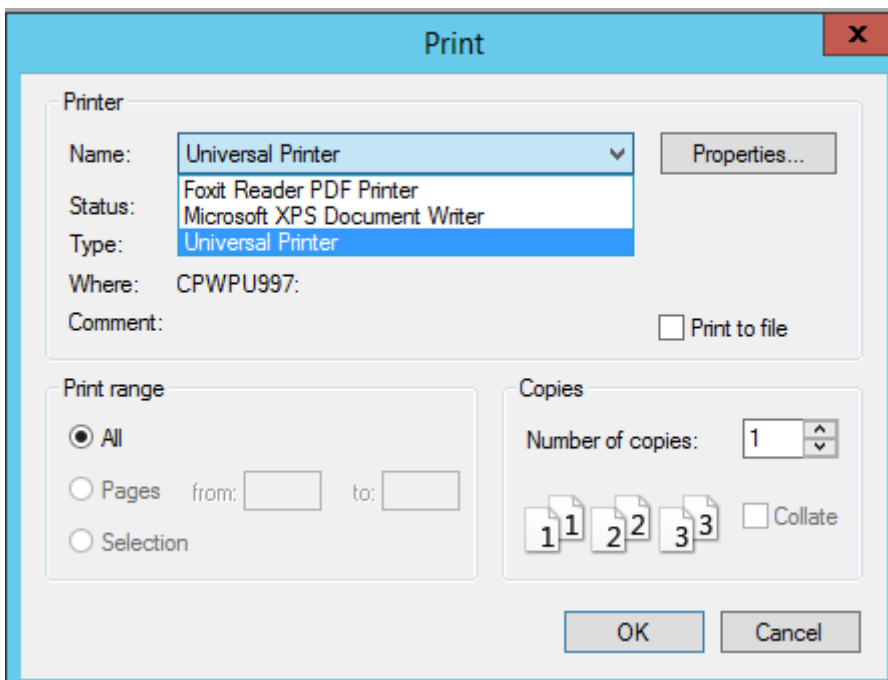 Print
x
Printer
Name: Universal Printer Properties...
Foxit Reader PDF Printer
Status: Microsoft XPS Document Writer
Type: Universal Printer
Where: CPWPU997:
Comment: Print to file
Print range
All
Pages from: to:
Selection
Copies
Number of copies: 1
1 1 2 2 3 3 Collate
OK Cancel